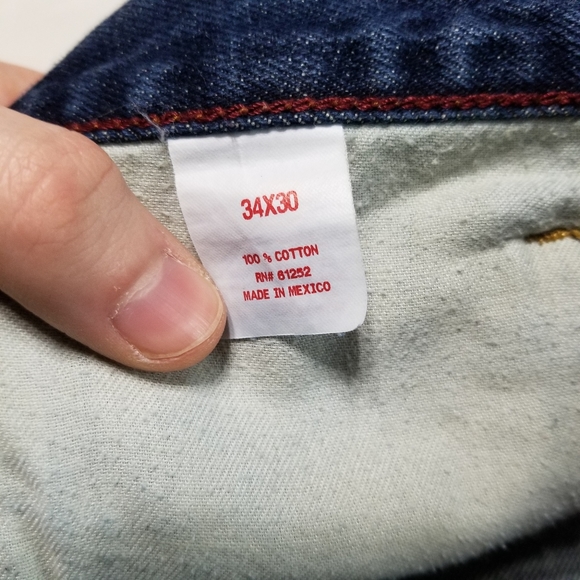 34X30
100 % COTTON
RN# 61252
MADE IN MEXICO